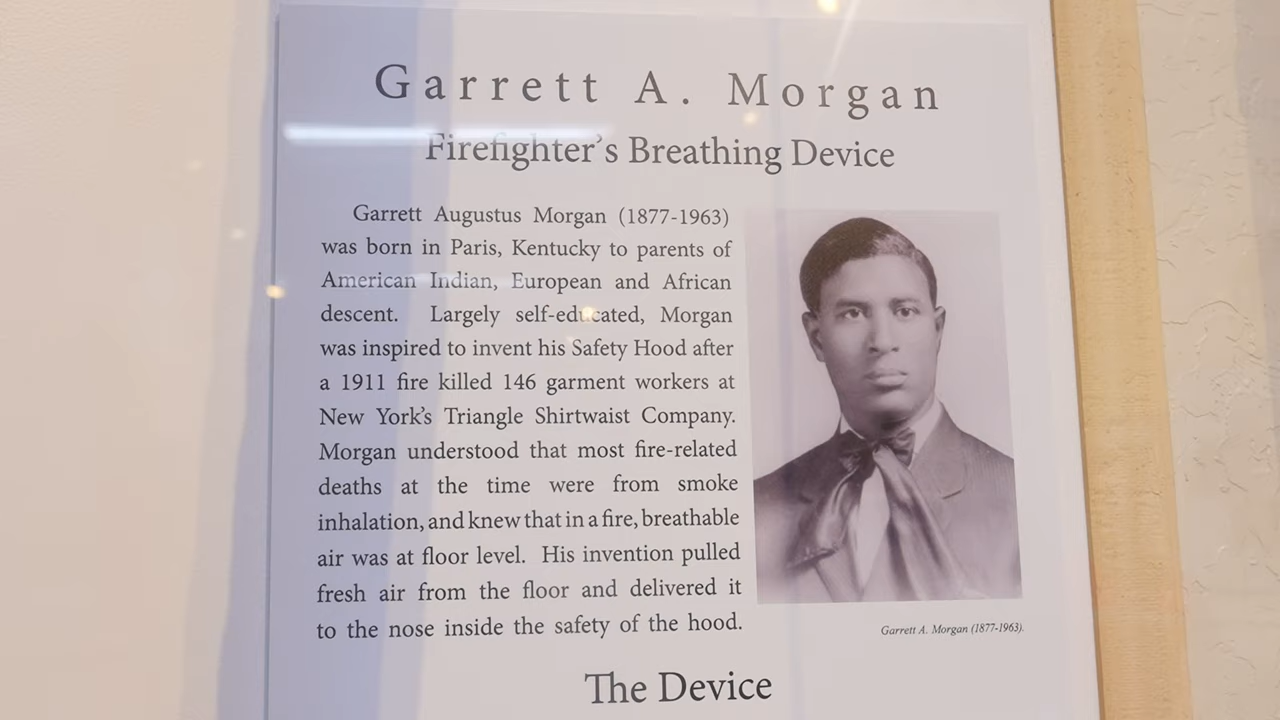 Garrett A. Morgan
Firefighter's Breathing Device
Garrett Augustus Morgan (1877-1963)
was born in Paris, Kentucky to parents of
American Indian, European and African
descent. Largely self-educated, Morgan
was inspired to invent his Safety Hood after
a 1911 fire killed 146 garment workers at
New York's Triangle Shirtwaist Company.
Morgan understood that most fire-related
deaths at the time were from smoke
inhalation, and knew that in a fire, breathable
air was at floor level. His invention pulled
fresh air from the floor and delivered it
to the nose inside the safety of the hood.
Garrett A. Morgan (1877-1963).
The Device